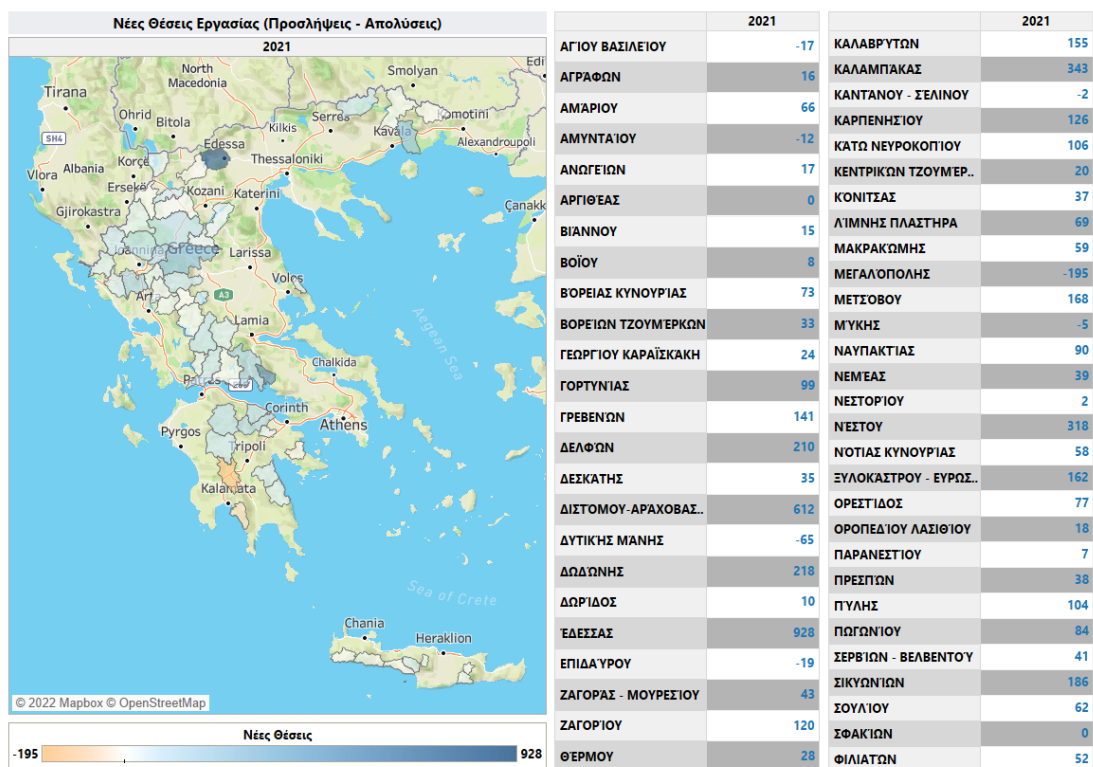 Νέες Θέσεις Εργασίας (Προσλήψεις - Απολύσεις)
2021
North
Macedonia
Smolyan
Edi
Tirana
Ohrid
Bitola
Kilkis
Serres
Kavala
Komotini
Alexandroupoli
SH4
Edessa
Thessaloniki
Korçë
Albania
Vlora
Ersekë
Kozani
Katerini
Gjirokastra
Çanakk
Ioannina
Greece
Larissa
Volos
Art
A3
Lamia
Aegean Sea
Chalkida
Patras
Corinth
Athens
Pyrgos
Tripoli
Kalamata
Sea of Crete
Chania
Heraklion
© 2022 Mapbox © OpenStreetMap
Νέες Θέσεις
-195 928
2021
ΑΓΊΟΥ ΒΑΣΙΛΕΊΟΥ -17
ΑΓΡΆΦΩΝ 16
ΑΜΆΡΙΟΥ 66
ΑΜΥΝΤΑΊΟΥ -12
ΑΝΩΓΕΊΩΝ 17
ΑΡΓΙΘΈΑΣ 0
ΒΙΆΝΝΟΥ 15
ΒΟΪΟΥ 8
ΒΌΡΕΙΑΣ ΚΥΝΟΥΡΊΑΣ 73
ΒΟΡΕΊΩΝ ΤΖΟΥΜΈΡΚΩΝ 33
ΓΕΩΡΓΊΟΥ ΚΑΡΑΪΣΚΆΚΗ 24
ΓΟΡΤΥΝΊΑΣ 99
ΓΡΕΒΕΝΏΝ 141
ΔΕΛΦΏΝ 210
ΔΕΣΚΆΤΗΣ 35
ΔΙΣΤΌΜΟΥ-ΑΡΆΧΟΒΑΣ.. 612
ΔΥΤΙΚΉΣ ΜΆΝΗΣ -65
ΔΩΔΏΝΗΣ 218
ΔΩΡΊΔΟΣ 10
ΈΔΕΣΣΑΣ 928
ΕΠΙΔΑΎΡΟΥ -19
ΖΑΓΟΡΆΣ - ΜΟΥΡΕΣΊΟΥ 43
ΖΑΓΟΡΊΟΥ 120
ΘΈΡΜΟΥ 28
2021
ΚΑΛΑΒΡΎΤΩΝ 155
ΚΑΛΑΜΠΆΚΑΣ 343
ΚΑΝΤΆΝΟΥ - ΣΈΛΙΝΟΥ -2
ΚΑΡΠΕΝΗΣΊΟΥ 126
ΚΆΤΩ ΝΕΥΡΟΚΟΠΊΟΥ 106
ΚΕΝΤΡΙΚΏΝ ΤΖΟΥΜΈΡ.. 20
ΚΌΝΙΤΣΑΣ 37
ΛΊΜΝΗΣ ΠΛΑΣΤΉΡΑ 69
ΜΑΚΡΑΚΏΜΗΣ 59
ΜΕΓΑΛΌΠΟΛΗΣ -195
ΜΕΤΣΌΒΟΥ 168
ΜΎΚΗΣ -5
ΝΑΥΠΑΚΤΊΑΣ 90
ΝΕΜΈΑΣ 39
ΝΕΣΤΟΡΊΟΥ 2
ΝΈΣΤΟΥ 318
ΝΌΤΙΑΣ ΚΥΝΟΥΡΊΑΣ 58
ΞΥΛΟΚΆΣΤΡΟΥ - ΕΥΡΩΣ.. 162
ΟΡΕΣΤΊΔΟΣ 77
ΟΡΟΠΕΔΊΟΥ ΛΑΣΙΘΊΟΥ 18
ΠΑΡΑΝΕΣΤΊΟΥ 7
ΠΡΕΣΠΏΝ 38
ΠΎΛΗΣ 104
ΠΩΓΩΝΊΟΥ 84
ΣΕΡΒΊΩΝ - ΒΕΛΒΕΝΤΟΎ 41
ΣΙΚΥΩΝΊΩΝ 186
ΣΟΥΛΊΟΥ 62
ΣΦΑΚΊΩΝ 0
ΦΙΛΙΑΤΏΝ 52